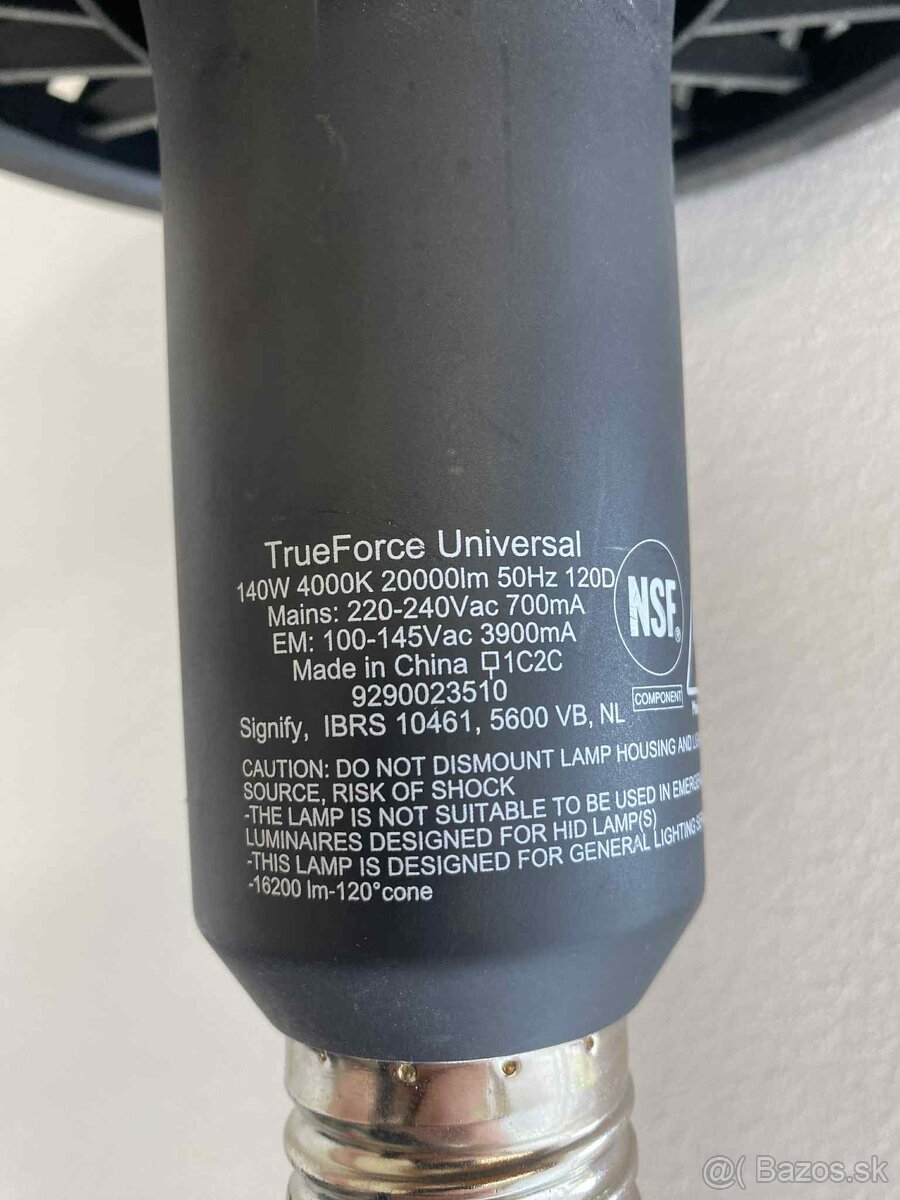 TrueForce Universal
140W 4000K 20000lm 50Hz 120D
Mains: 220-240Vac 700mA
EM: 100-145Vac 3900mA
Made in China 1C2C
9290023510
Signify, IBRS 10461, 5600 VB, NL
NSF®
COMPONENT
CAUTION: DO NOT DISMOUNT LAMP HOUSING AND
SOURCE, RISK OF SHOCK
-THE LAMP IS NOT SUITABLE TO BE USED IN
LUMINAIRES DESIGNED FOR HID LAMP(S)
-THIS LAMP IS DESIGNED FOR GENERAL LIGHTING
-16200 lm-120°cone
@( Bazos.sk